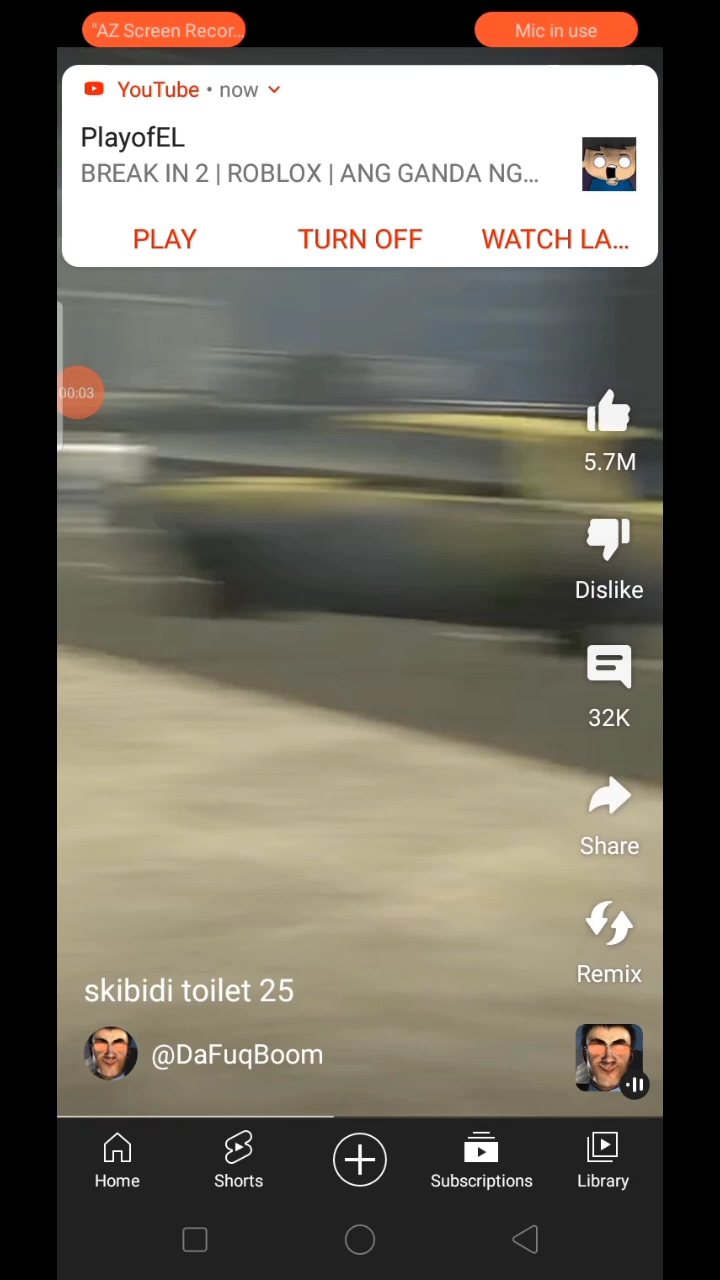 "AZ Screen Recor...
Mic in use
YouTube • now
PlayofEL
BREAK IN 2 | ROBLOX | ANG GANDA NG...
PLAY
TURN OFF
WATCH LA...
00:03
5.7M
Dislike
32K
Share
Remix
skibidi toilet 25
@DaFuqBoom
Home
Shorts
Subscriptions
Library